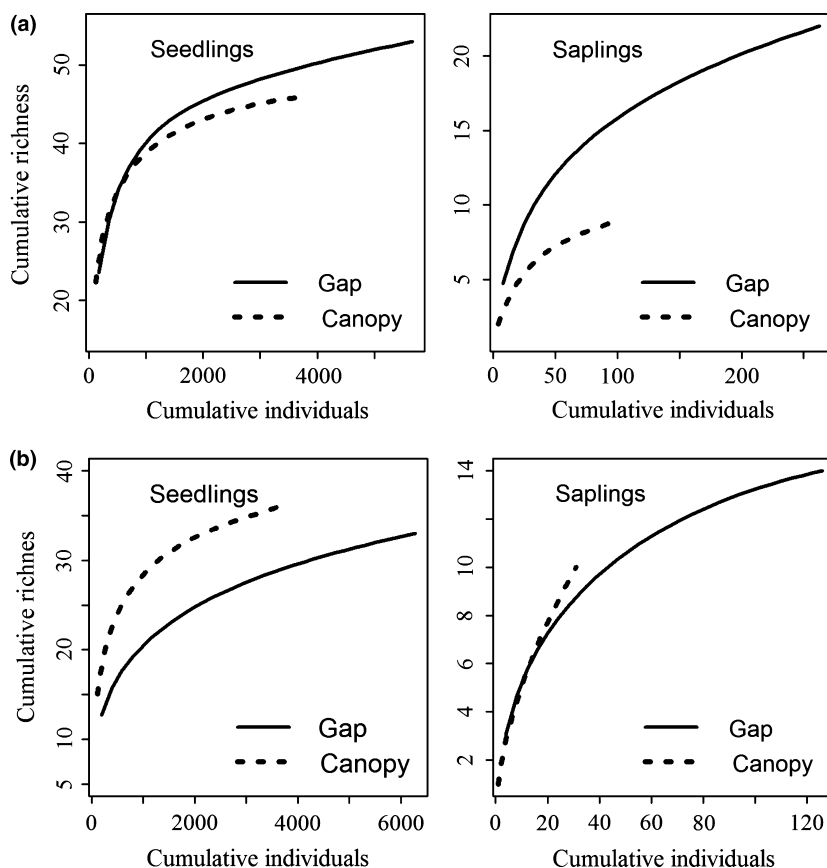 (a)
Seedlings
Cumulative richness
50
40
30
20
Gap
Canopy
0 2000 4000
Cumulative individuals
Saplings
20
15
10
5
Gap
Canopy
0 50 100 200
Cumulative individuals
(b)
Seedlings
Cumulative richnes
40
30
20
10
5
Gap
Canopy
0 2000 4000 6000
Cumulative individuals
Saplings
14
12
10
8
6
4
2
Gap
Canopy
0 20 40 60 80 120
Cumulative individuals